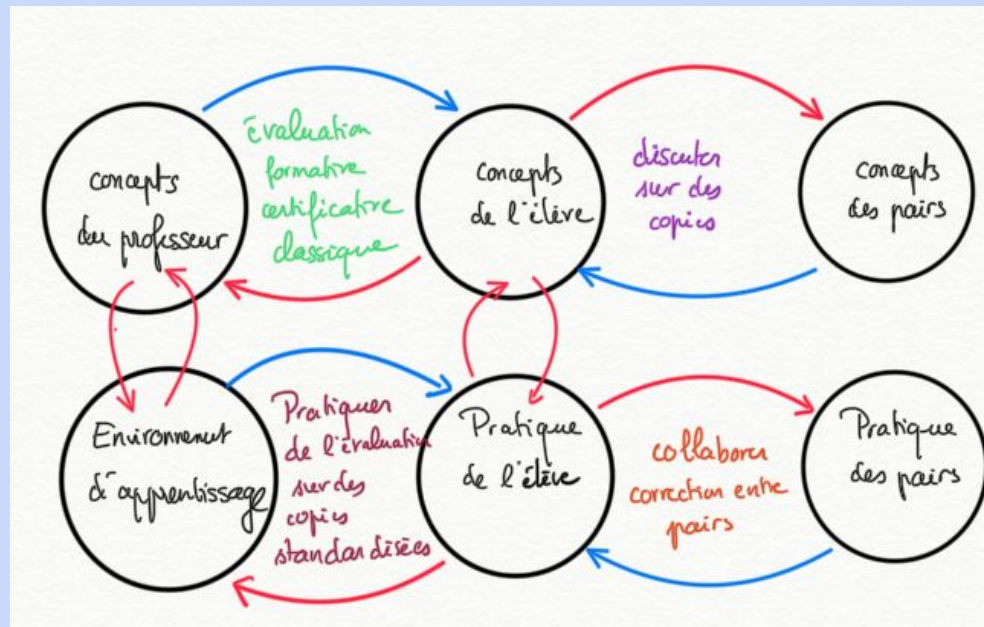 concepts
du professeur
évaluation
formative
certificative
classique
concepts
de l'élève
discuter
sur des
copies
concepts
des pairs
Environnement
d'apprentissage
Pratiquer
de l'évaluation
sur des
copies
standardisées
Pratique
de l'élève
collaborer
correction entre
pairs
Pratique
des pairs